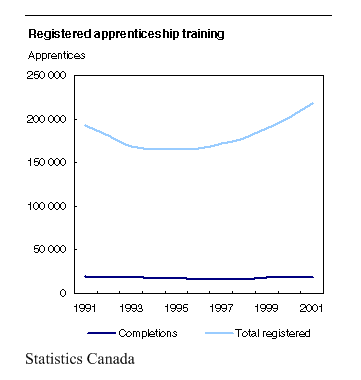 Registered apprenticeship training
Apprentices
250 000
200 000
150 000
100 000
50 000
0
1991 1993 1995 1997 1999 2001
Completions Total registered
Statistics Canada